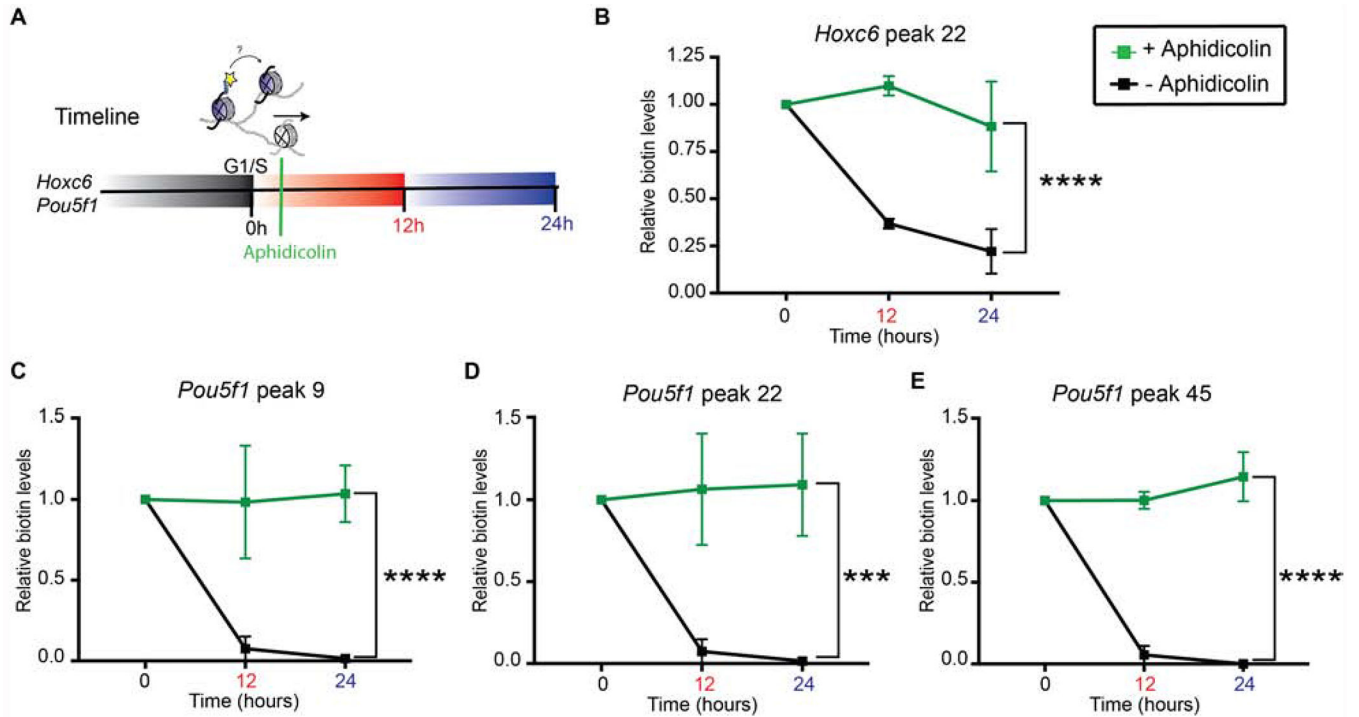 A
Timeline
?
G1/S
Hoxc6
Pou5f1
0h
12h
24h
Aphidicolin
B
Hoxc6 peak 22
+ Aphidicolin
- Aphidicolin
Relative biotin levels
1.25
1.00
0.75
0.50
0.25
0.00
****
0
12
24
Time (hours)
C
Pou5f1 peak 9
Relative biotin levels
1.5
1.0
0.5
0.0
****
0
12
24
Time (hours)
D
Pou5f1 peak 22
Relative biotin levels
1.5
1.0
0.5
0.0
***
0
12
24
Time (hours)
E
Pou5f1 peak 45
Relative biotin levels
1.5
1.0
0.5
0.0
****
0
12
24
Time (hours)